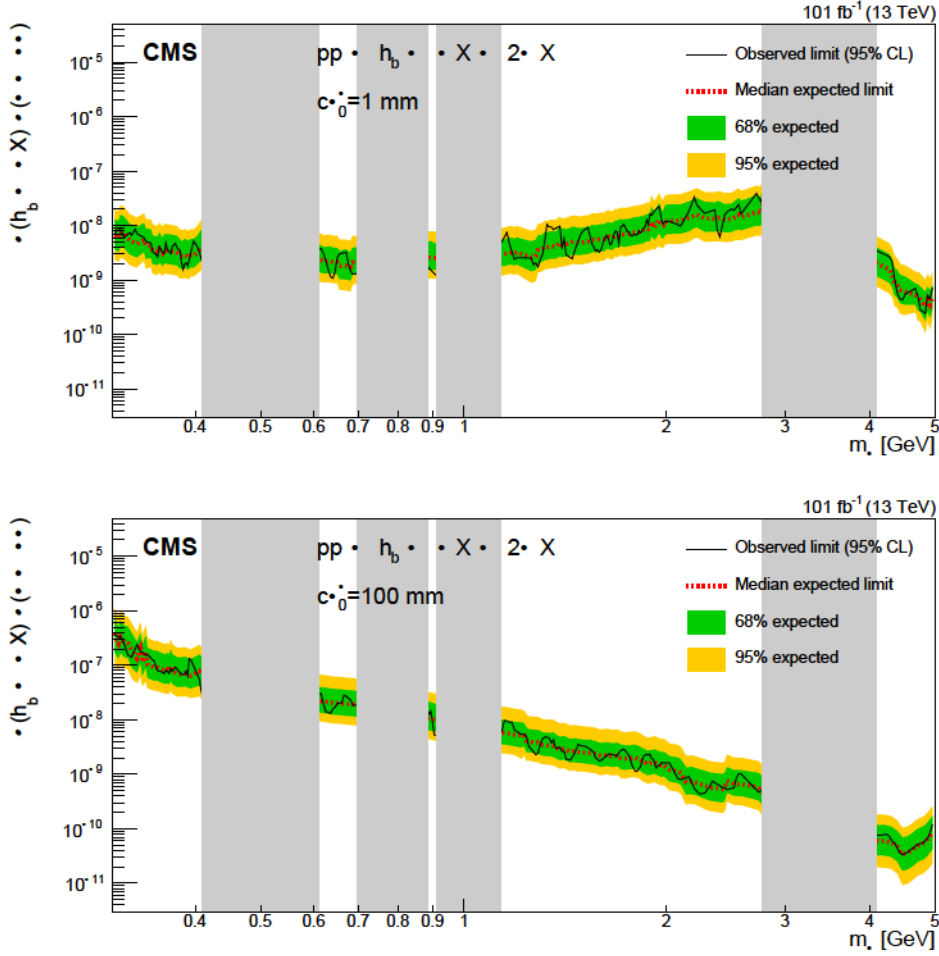 101 fb⁻¹ (13 TeV)
CMS pp • h_b • • X • 2• X
c•₀˙=1 mm
Observed limit (95% CL)
Median expected limit
68% expected
95% expected
• (h_b • • X) • (• • ••)
10⁻⁵
10⁻⁶
10⁻⁷
10⁻⁸
10⁻⁹
10⁻¹⁰
10⁻¹¹
0.4 0.5 0.6 0.7 0.8 0.9 1 2 3 4 5
m• [GeV]
101 fb⁻¹ (13 TeV)
CMS pp • h_b • • X • 2• X
c•₀˙=100 mm
Observed limit (95% CL)
Median expected limit
68% expected
95% expected
• (h_b • • X) • (• • ••)
10⁻⁵
10⁻⁶
10⁻⁷
10⁻⁸
10⁻⁹
10⁻¹⁰
10⁻¹¹
0.4 0.5 0.6 0.7 0.8 0.9 1 2 3 4 5
m• [GeV]